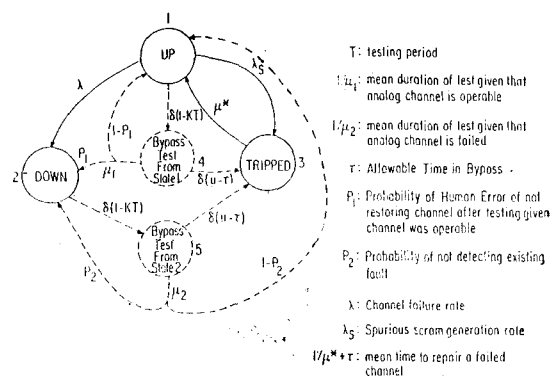 1
UP
λ
λS
μ*
1-P1
δ(1-KT)
P1
μ1
Bypass
Test
From
State1
4
δ(u-τ)
TRIPPED
3
2
DOWN
δ(1-KT)
δ(u-τ)
Bypass
Test
From
State2
5
P2
μ2
1-P2
T: testing period
1/μ1: mean duration of test given that
analog channel is operable
1/μ2: mean duration of test given that
analog channel is failed
τ: Allowable Time in Bypass
P1: Probability of Human Error of not
restoring channel after testing given
channel was operable
P2: Probability of not detecting existing
fault
λ: Channel failure rate
λS: Spurious scram generation rate
1/μ*+τ: mean time to repair a failed
channel